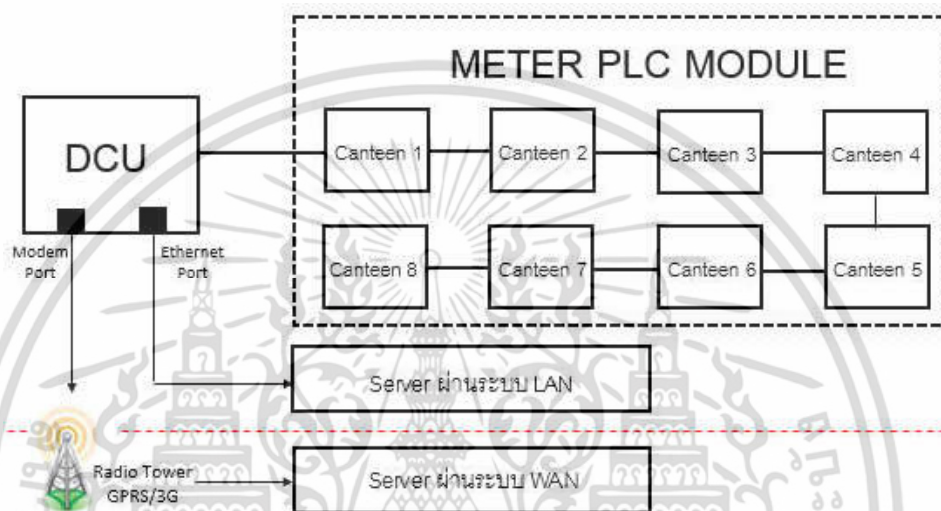 METER PLC MODULE
DCU
Canteen 1
Canteen 2
Canteen 3
Canteen 4
Modem
Port
Ethernet
Port
Canteen 8
Canteen 7
Canteen 6
Canteen 5
Server ผ่านระบบ LAN
Radio Tower
GPRS/3G
Server ผ่านระบบ WAN